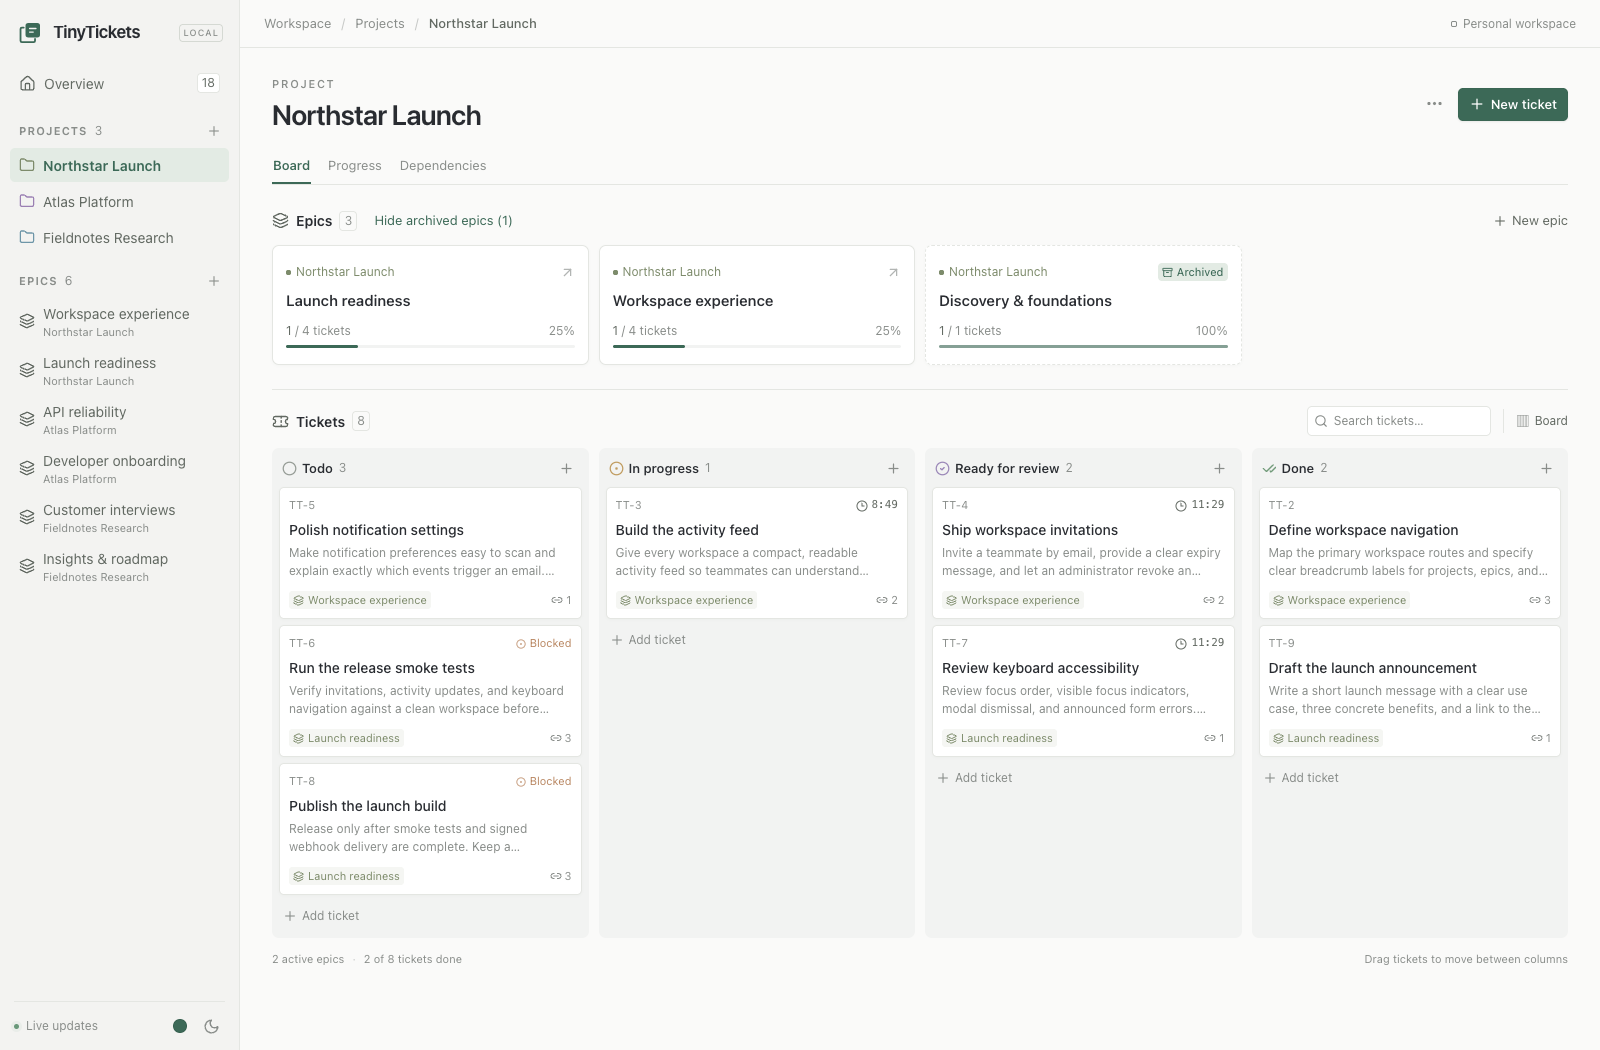 TinyTickets
LOCAL
Overview
18
PROJECTS 3
Northstar Launch
Atlas Platform
Fieldnotes Research
EPICS 6
Workspace experience
Northstar Launch
Launch readiness
Northstar Launch
API reliability
Atlas Platform
Developer onboarding
Atlas Platform
Customer interviews
Fieldnotes Research
Insights & roadmap
Fieldnotes Research
Live updates
Workspace / Projects / Northstar Launch
Personal workspace
PROJECT
Northstar Launch
New ticket
Board Progress Dependencies
Epics 3 Hide archived epics (1)
New epic
Northstar Launch
Launch readiness
1 / 4 tickets 25%
Northstar Launch
Workspace experience
1 / 4 tickets 25%
Northstar Launch Archived
Discovery & foundations
1 / 1 tickets 100%
Tickets 8
Search tickets...
Board
Todo 3
TT-5
Polish notification settings
Make notification preferences easy to scan and
explain exactly which events trigger an email....
Workspace experience 1
TT-6 Blocked
Run the release smoke tests
Verify invitations, activity updates, and keyboard
navigation against a clean workspace before...
Launch readiness 3
TT-8 Blocked
Publish the launch build
Release only after smoke tests and signed
webhook delivery are complete. Keep a...
Launch readiness 3
Add ticket
In progress 1
TT-3 8:49
Build the activity feed
Give every workspace a compact, readable
activity feed so teammates can understand...
Workspace experience 2
Add ticket
Ready for review 2
TT-4 11:29
Ship workspace invitations
Invite a teammate by email, provide a clear expiry
message, and let an administrator revoke an...
Workspace experience 2
TT-7 11:29
Review keyboard accessibility
Review focus order, visible focus indicators,
modal dismissal, and announced form errors....
Launch readiness 1
Add ticket
Done 2
TT-2
Define workspace navigation
Map the primary workspace routes and specify
clear breadcrumb labels for projects, epics, and...
Workspace experience 3
TT-9
Draft the launch announcement
Write a short launch message with a clear use
case, three concrete benefits, and a link to the...
Launch readiness 1
Add ticket
2 active epics · 2 of 8 tickets done
Drag tickets to move between columns